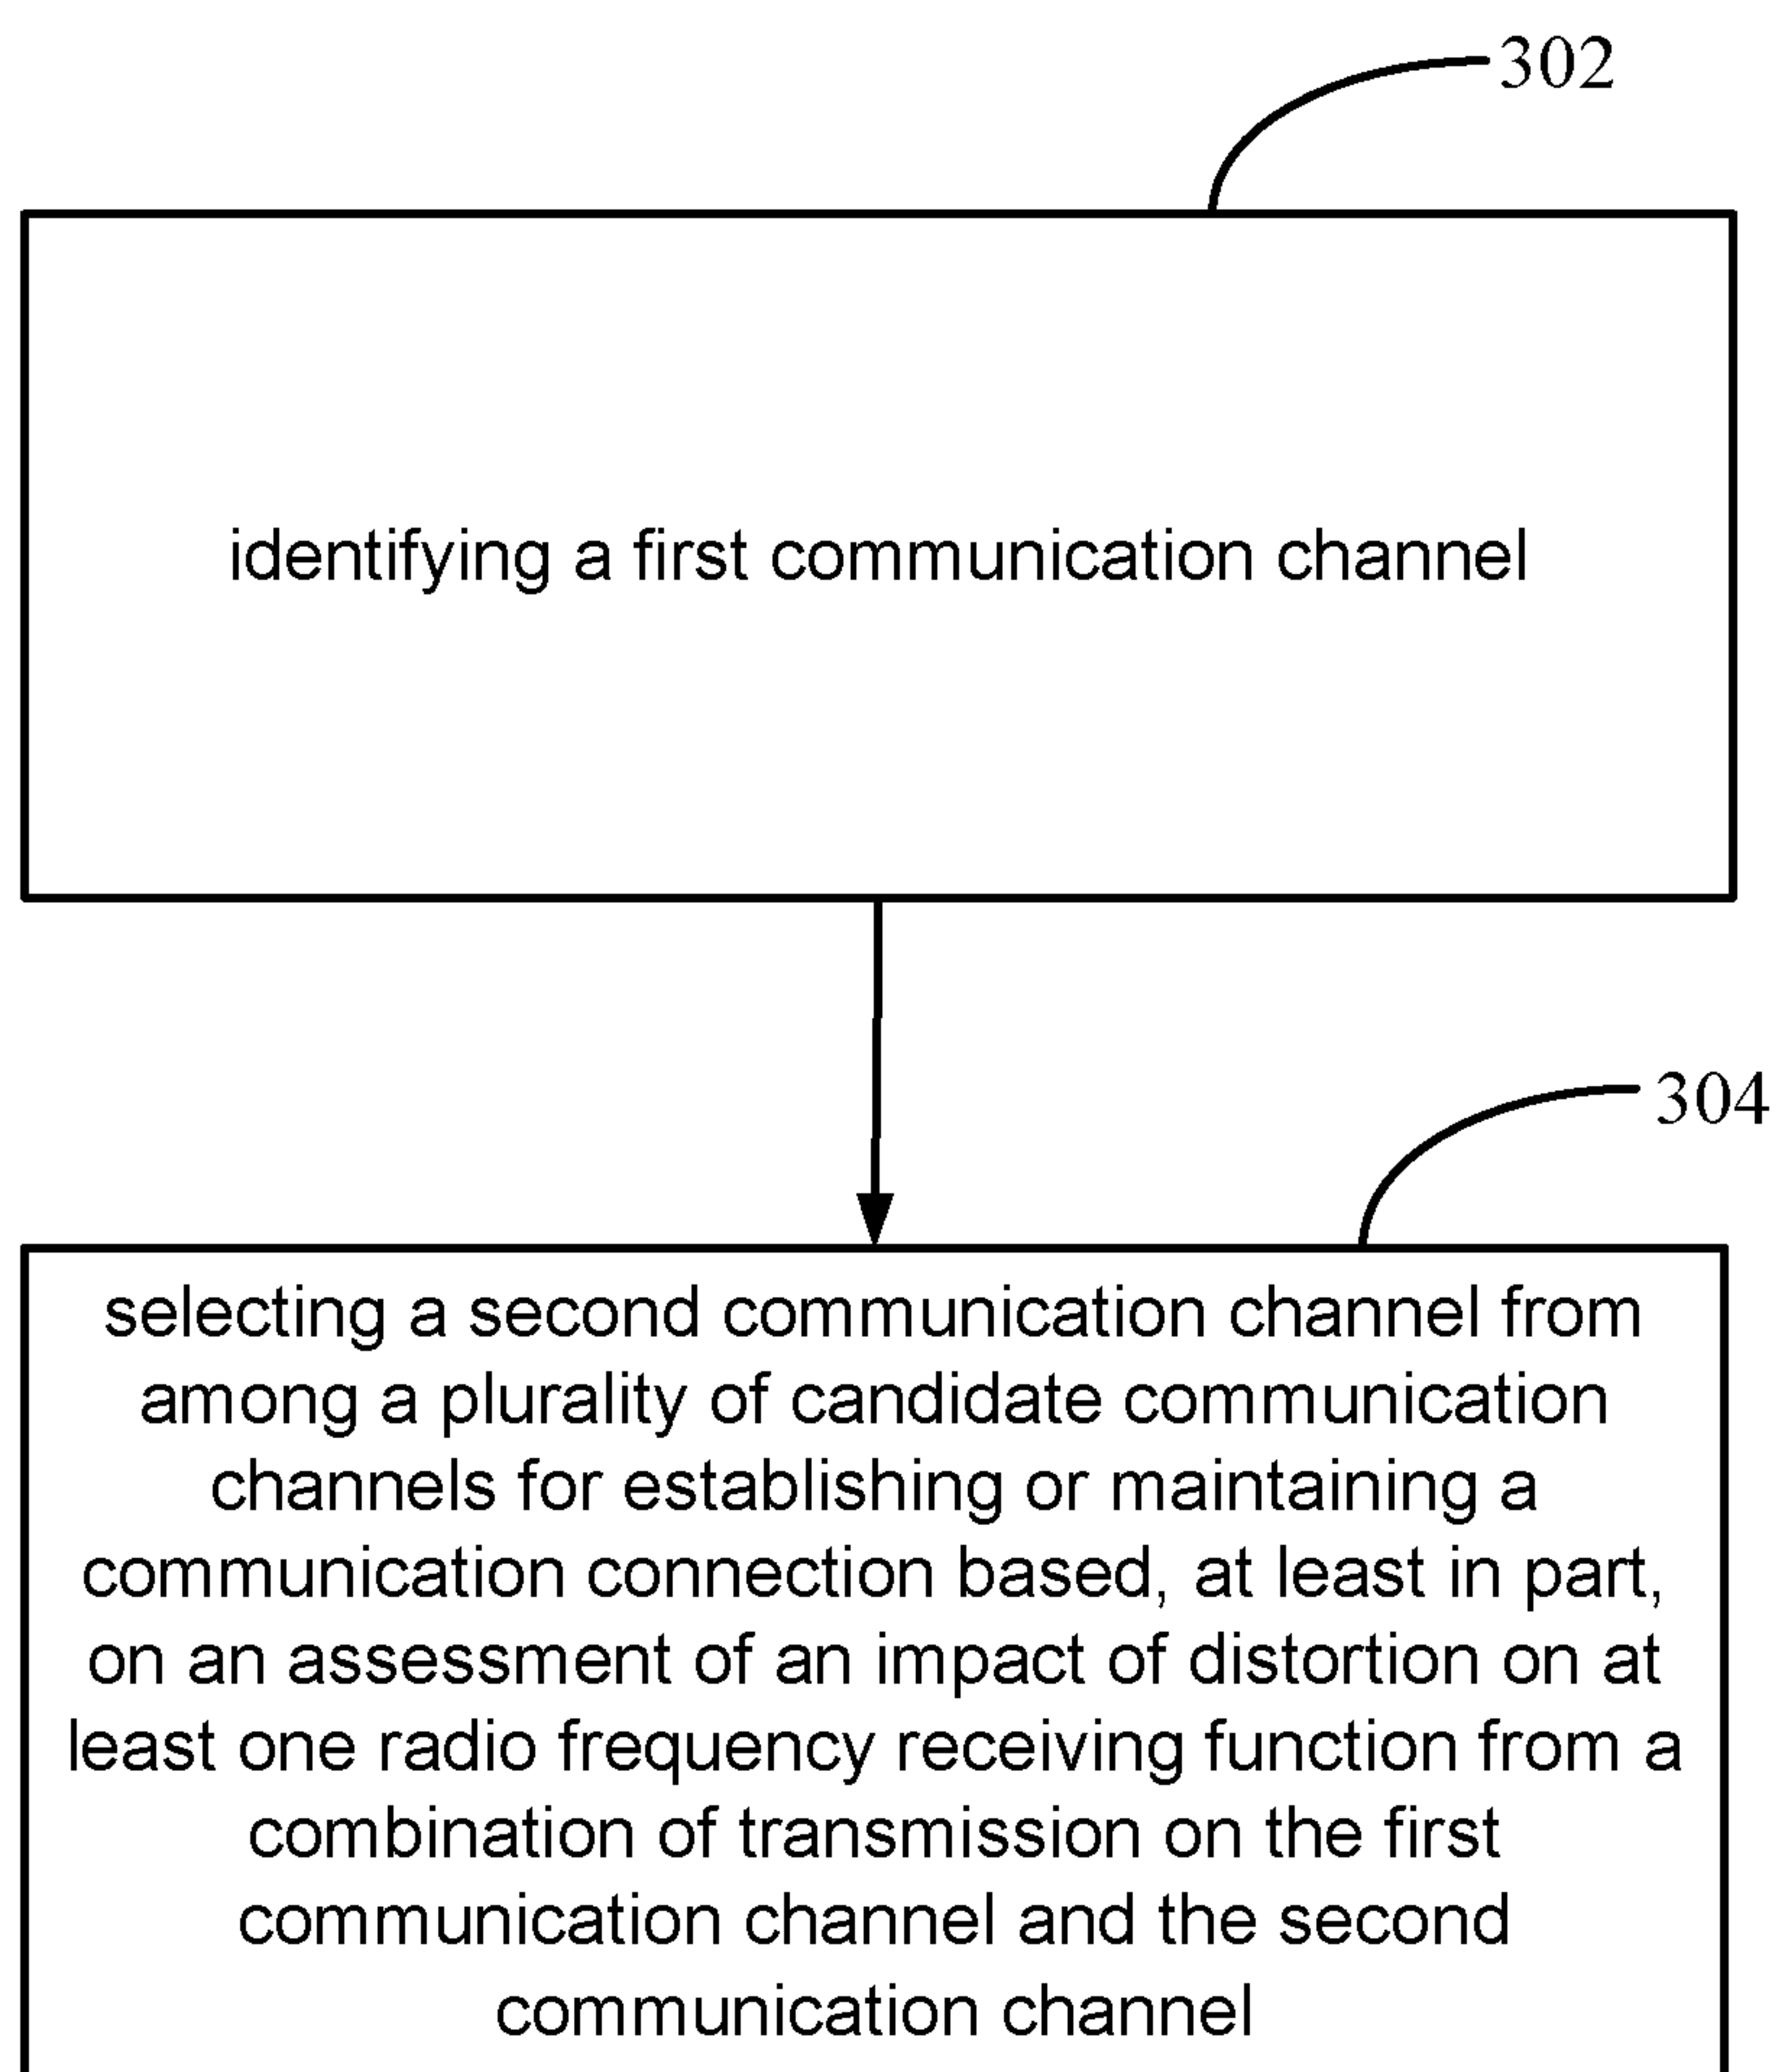 302
identifying a first communication channel
304
selecting a second communication channel from
among a plurality of candidate communication
channels for establishing or maintaining a
communication connection based, at least in part,
on an assessment of an impact of distortion on at
least one radio frequency receiving function from a
combination of transmission on the first
communication channel and the second
communication channel